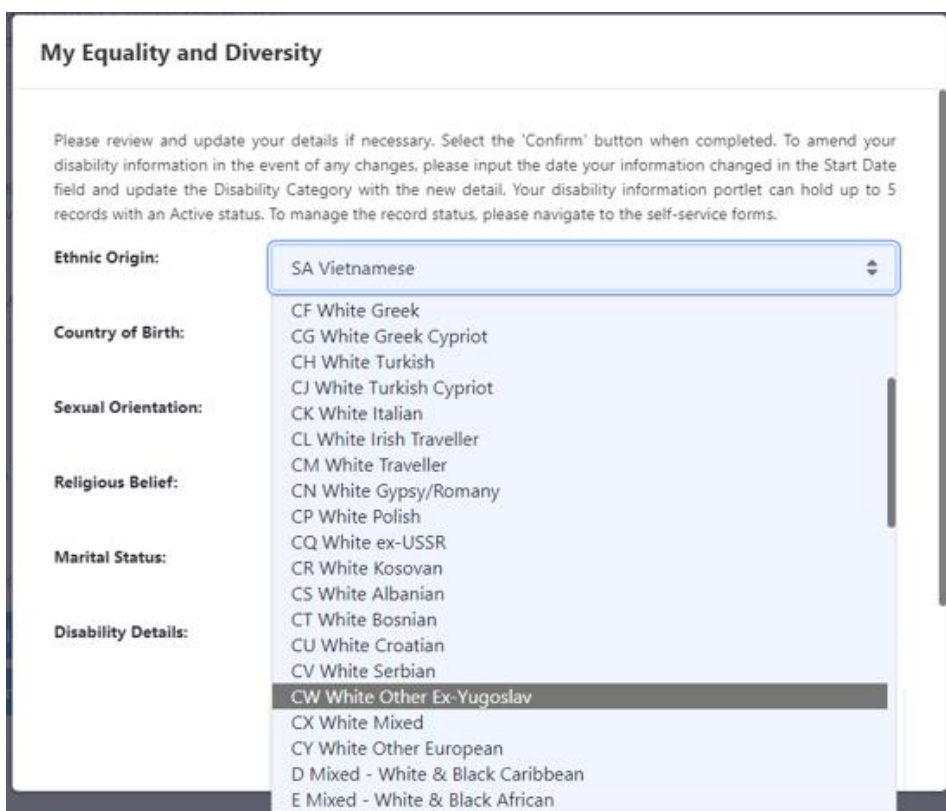 My Equality and Diversity
Please review and update your details if necessary. Select the 'Confirm' button when completed. To amend your
disability information in the event of any changes, please input the date your information changed in the Start Date
field and update the Disability Category with the new detail. Your disability information portlet can hold up to 5
records with an Active status. To manage the record status, please navigate to the self-service forms.
Ethnic Origin:
SA Vietnamese
CF White Greek
CG White Greek Cypriot
Country of Birth:
CH White Turkish
CJ White Turkish Cypriot
Sexual Orientation:
CK White Italian
CL White Irish Traveller
CM White Traveller
Religious Belief:
CN White Gypsy/Romany
CP White Polish
CQ White ex-USSR
Marital Status:
CR White Kosovan
CS White Albanian
CT White Bosnian
Disability Details:
CU White Croatian
CV White Serbian
CW White Other Ex-Yugoslav
CX White Mixed
CY White Other European
D Mixed - White & Black Caribbean
E Mixed - White & Black African